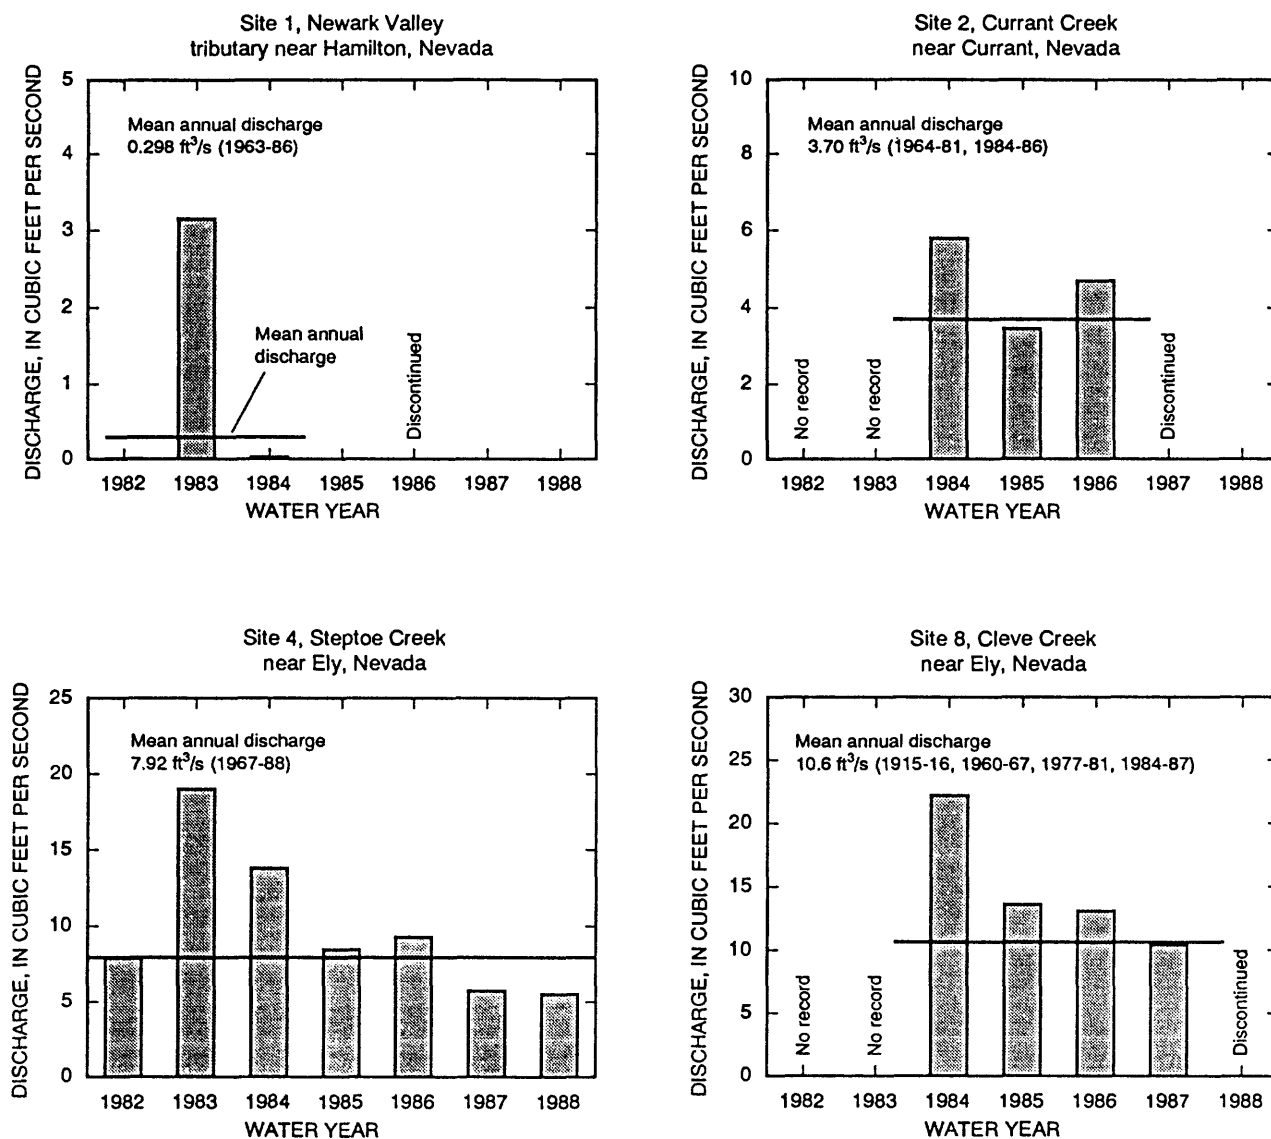 Site 1, Newark Valley
tributary near Hamilton, Nevada
DISCHARGE, IN CUBIC FEET PER SECOND
5
4
3
2
1
0
Mean annual discharge
0.298 ft³/s (1963-86)
Mean annual
discharge
Discontinued
1982 1983 1984 1985 1986 1987 1988
WATER YEAR
Site 2, Currant Creek
near Currant, Nevada
DISCHARGE, IN CUBIC FEET PER SECOND
10
8
6
4
2
0
Mean annual discharge
3.70 ft³/s (1964-81, 1984-86)
No record
No record
Discontinued
1982 1983 1984 1985 1986 1987 1988
WATER YEAR
Site 4, Steptoe Creek
near Ely, Nevada
DISCHARGE, IN CUBIC FEET PER SECOND
25
20
15
10
5
0
Mean annual discharge
7.92 ft³/s (1967-88)
1982 1983 1984 1985 1986 1987 1988
WATER YEAR
Site 8, Cleve Creek
near Ely, Nevada
DISCHARGE, IN CUBIC FEET PER SECOND
30
25
20
15
10
5
0
Mean annual discharge
10.6 ft³/s (1915-16, 1960-67, 1977-81, 1984-87)
No record
No record
Discontinued
1982 1983 1984 1985 1986 1987 1988
WATER YEAR